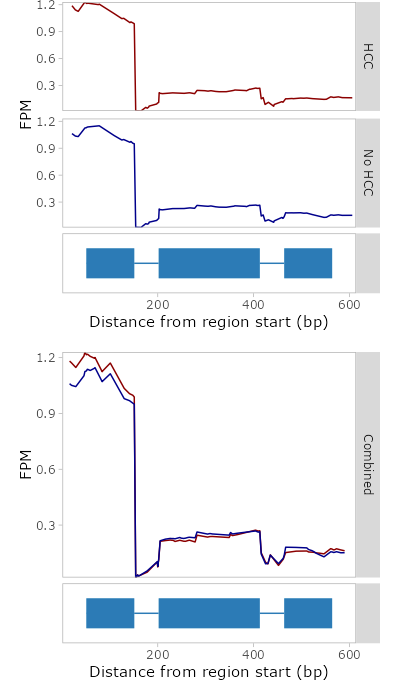 1.2
0.9
0.6
0.3
HCC
FPM
1.2
0.9
0.6
0.3
No HCC
200 400 600
Distance from region start (bp)
1.2
0.9
0.6
0.3
FPM
Combined
200 400 600
Distance from region start (bp)